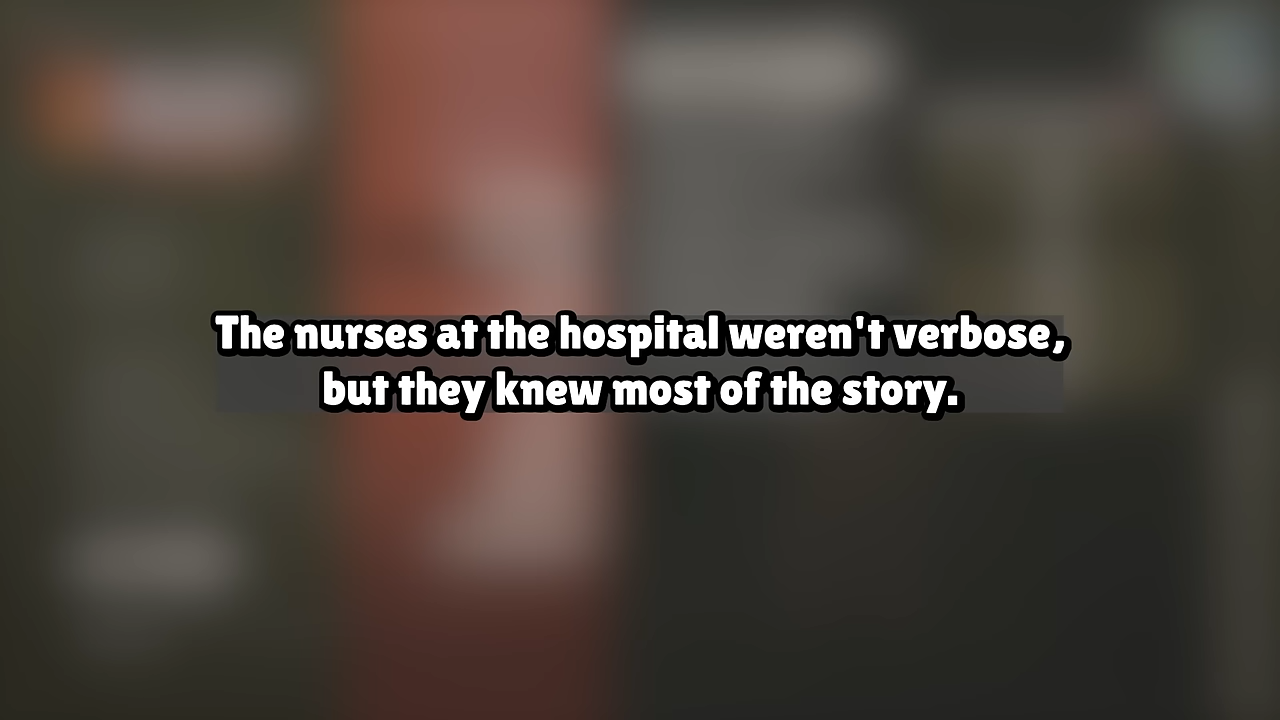 The nurses at the hospital weren't verbose,
but they knew most of the story.